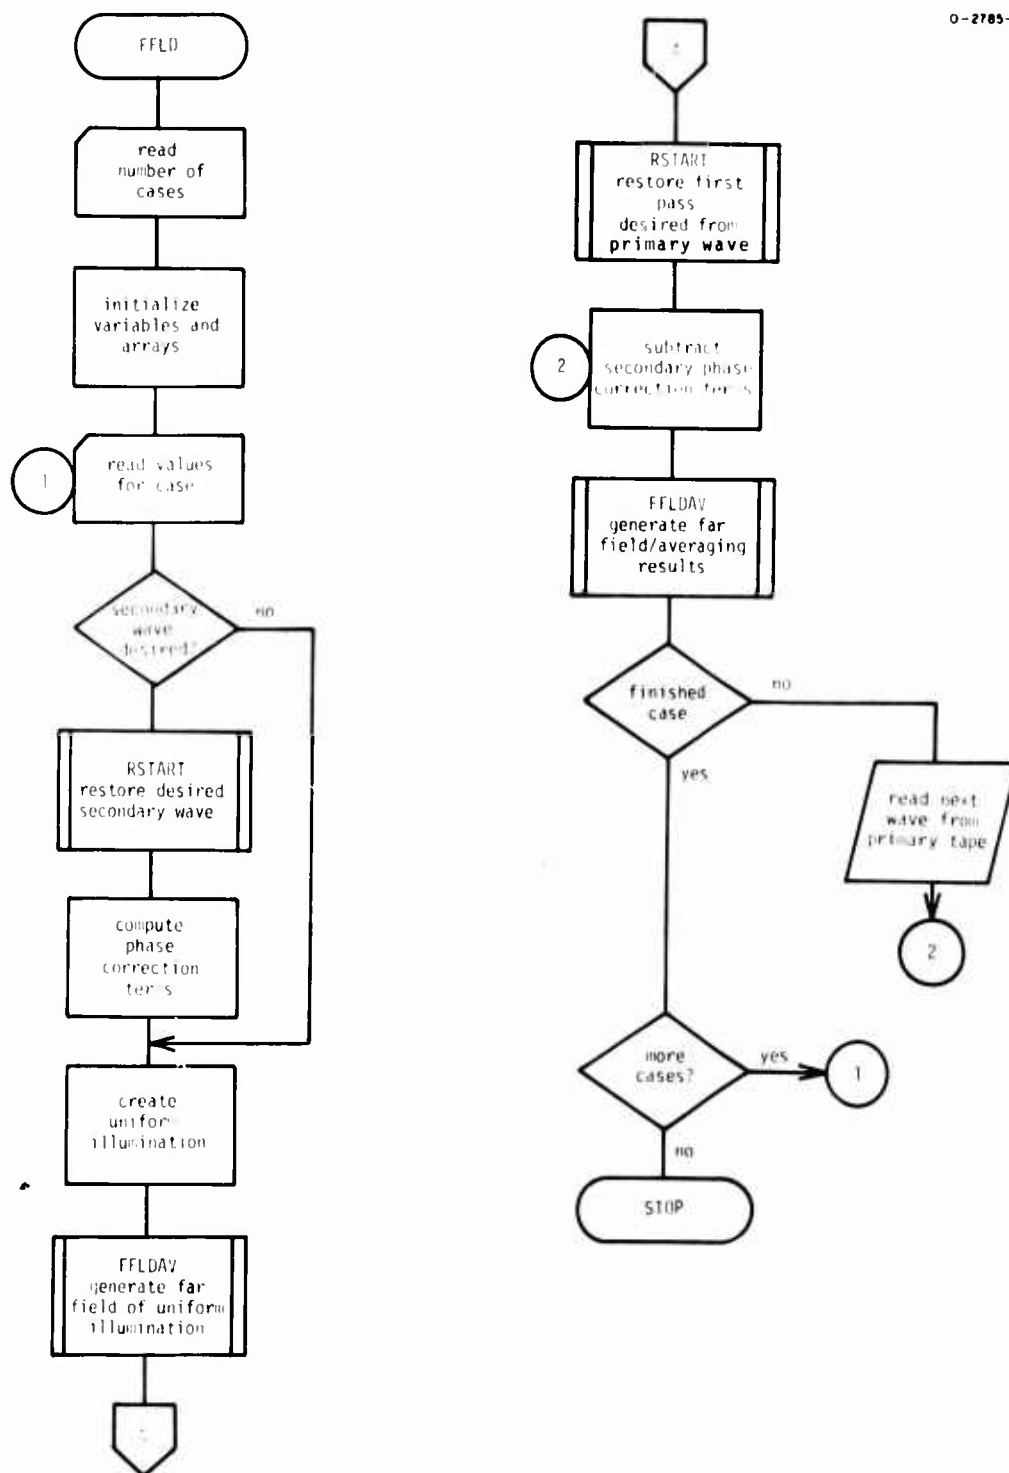 0-2785-
FFLD
read
number of
cases
initialize
variables and
arrays
1
read values
for case
secondary
wave
desired?
no
RSTART
restore desired
secondary wave
compute
phase
correction
ter s
create
unifor
illumination
FFLDAV
generate far
field of uniform
illumination
RSTART
restore first
pass
desired from
primary wave
2
subtract
secondary phase
correction ter s
FFLDAV
generate far
field/averaging
results
finished
case
no
yes
read next
wave from
primary tape
2
more
cases?
yes
1
no
STOP